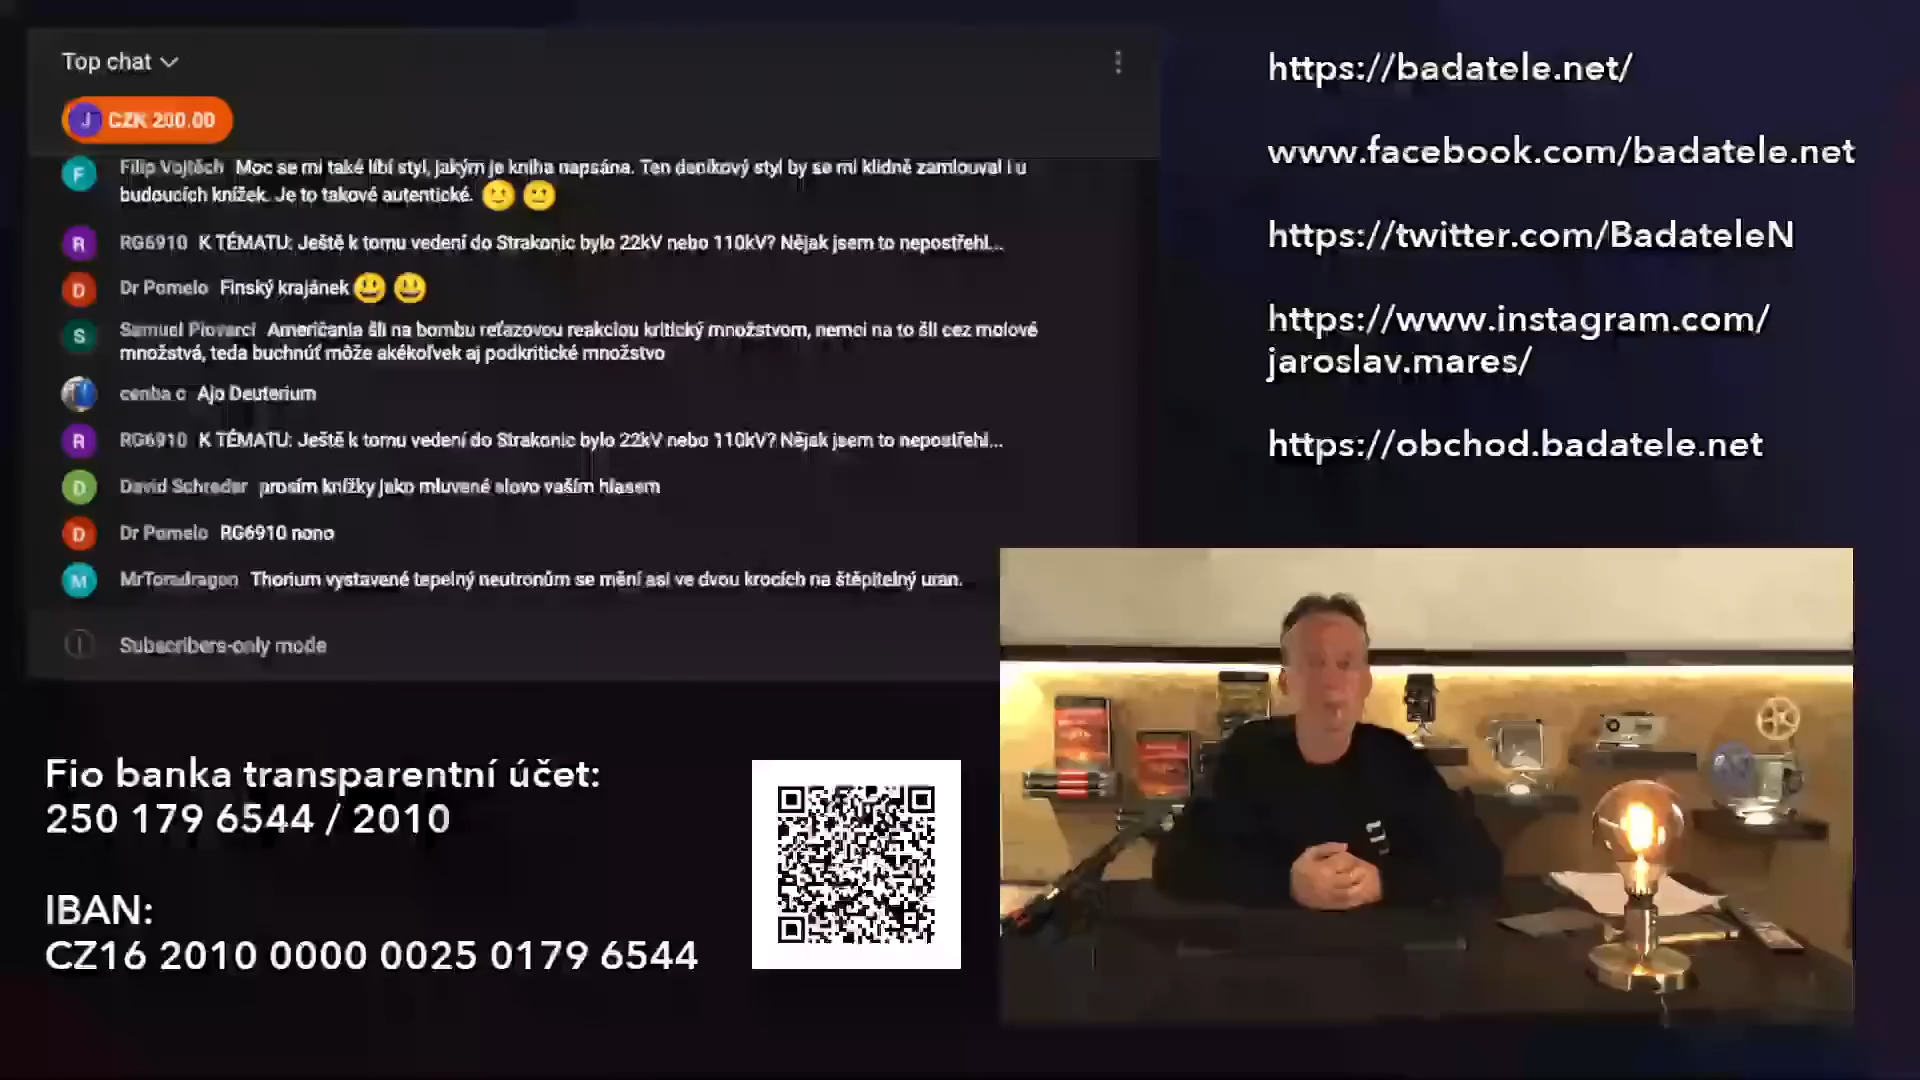 Top chat
J CZK 200.00
F Filip Vojtěch Moc se mi také líbí styl, jakým je kniha napsána. Ten deníkový styl by se mi klidně zamlouval i u
budoucích knížek. Je to takové autentické.
R RG6910 K TÉMATU: Ještě k tomu vedení do Strakonic bylo 22kV nebo 110kV? Nějak jsem to nepostřehl...
D Dr Pomelo Finský krajánek
S Samuel Piovarci Američania šli na bombu reťazovou reakciou kritický množstvom, nemci na to šli cez molové
množstvá, teda buchnúť môže akékoľvek aj podkritické množstvo
cenba c Ajo Deuterium
R RG6910 K TÉMATU: Ještě k tomu vedení do Strakonic bylo 22kV nebo 110kV? Nějak jsem to nepostřehl...
D David Schreder prosím knížky jako mluvené slovo vaším hlasem
D Dr Pomelo RG6910 nono
M MrToradragon Thorium vystavené tepelný neutronům se mění asi ve dvou krocích na štěpitelný uran.
Subscribers-only mode
https://badatele.net/
www.facebook.com/badatele.net
https://twitter.com/BadateleN
https://www.instagram.com/
jaroslav.mares/
https://obchod.badatele.net
Fio banka transparentní účet:
250 179 6544 / 2010
IBAN:
CZ16 2010 0000 0025 0179 6544